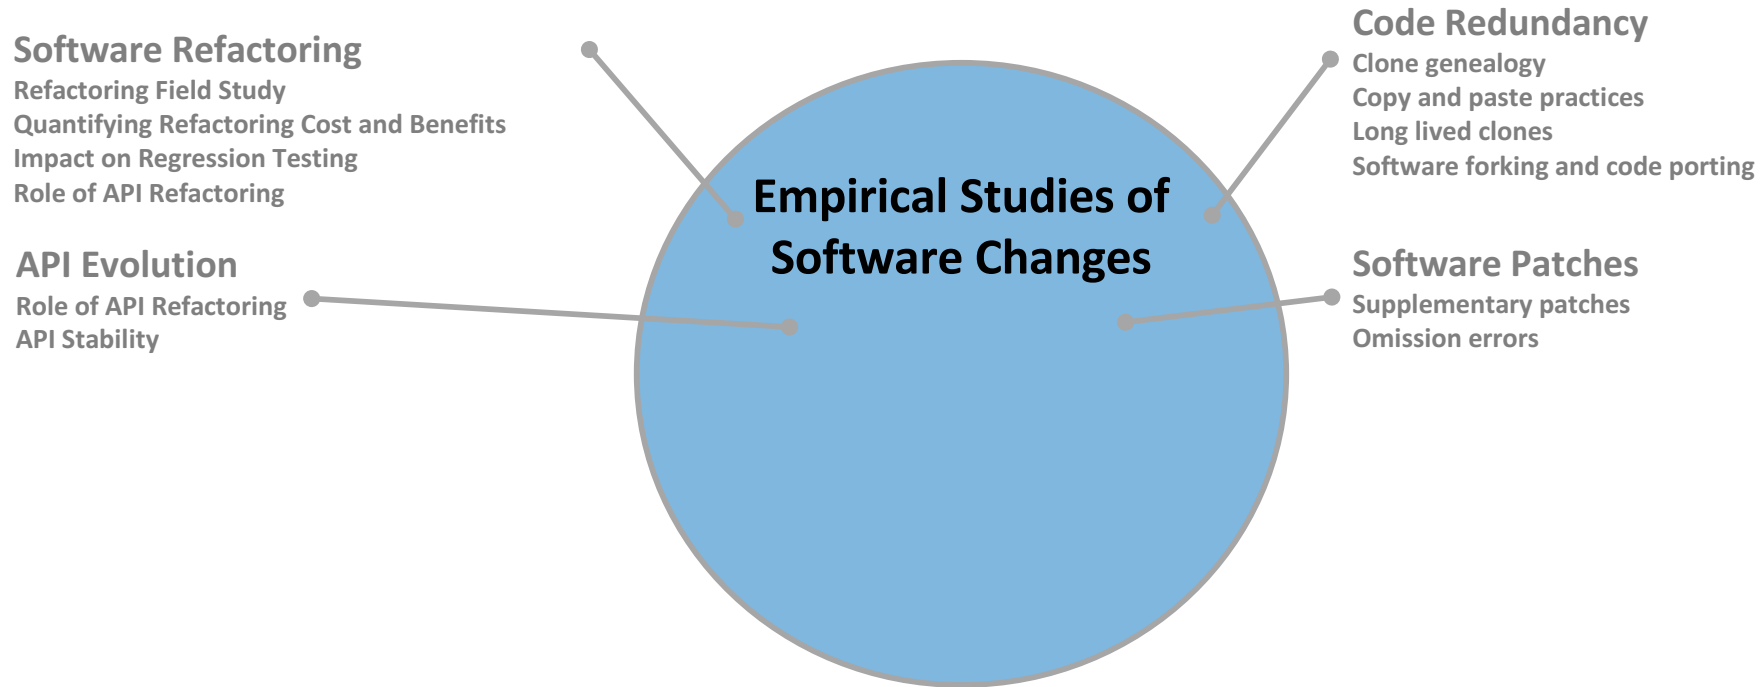 Software Refactoring
Refactoring Field Study
Quantifying Refactoring Cost and Benefits
Impact on Regression Testing
Role of API Refactoring
API Evolution
Role of API Refactoring
API Stability
Empirical Studies of
Software Changes
Code Redundancy
Clone genealogy
Copy and paste practices
Long lived clones
Software forking and code porting
Software Patches
Supplementary patches
Omission errors